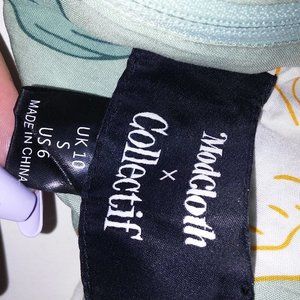 ModCloth
x
Collectif
UK 10
S
US 6
MADE IN CHINA